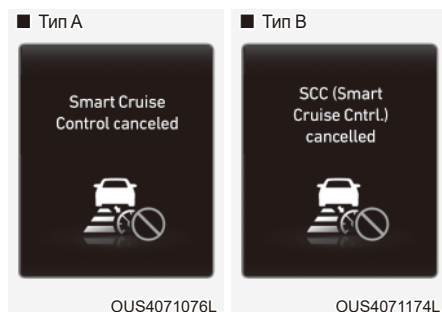 ■ Тип A
Smart Cruise
Control canceled
OUS4071076L
■ Тип B
SCC (Smart
Cruise Cntrl.)
cancelled
OUS4071174L